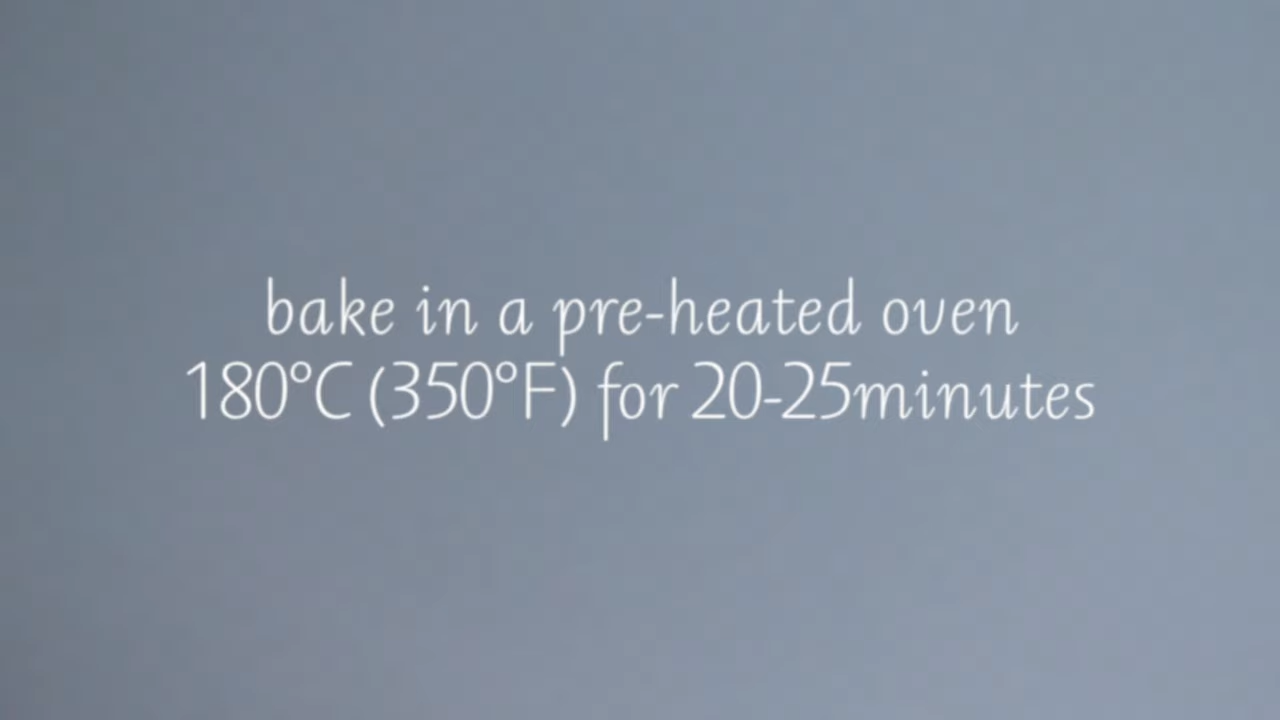 bake in a pre-heated oven
180°C (350°F) for 20-25minutes